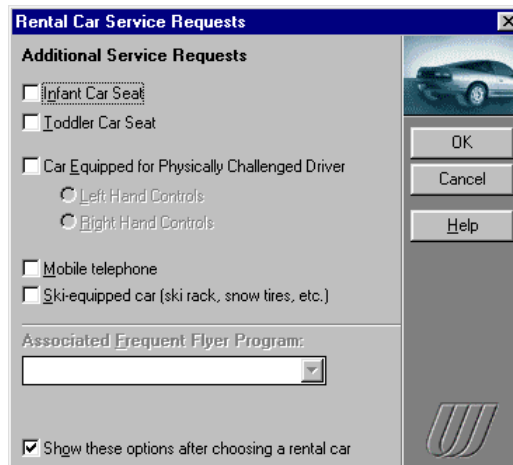 Rental Car Service Requests
Additional Service Requests
Infant Car Seat
Toddler Car Seat
Car Equipped for Physically Challenged Driver
Left Hand Controls
Right Hand Controls
Mobile telephone
Ski-equipped car (ski rack, snow tires, etc.)
Associated Frequent Flyer Program:
Show these options after choosing a rental car
OK
Cancel
Help